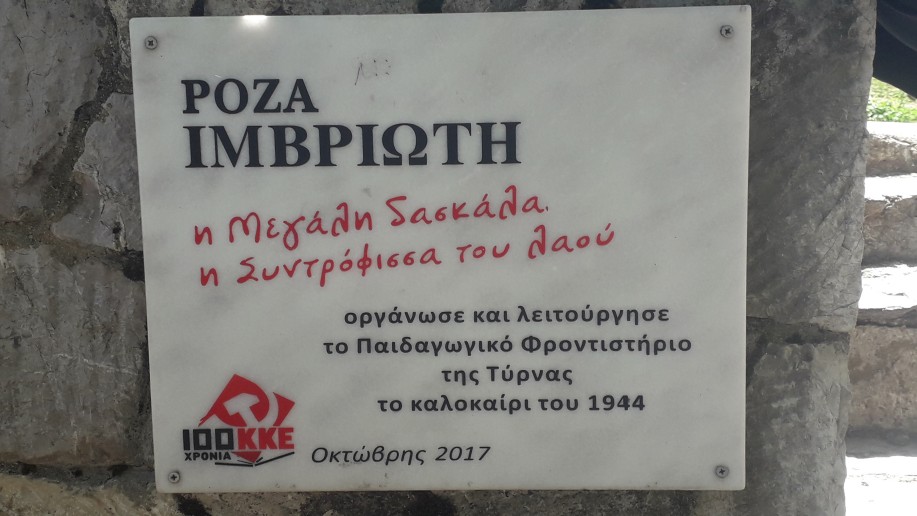 ΡΟΖΑ
ΙΜΒΡΙΩΤΗ
η Μεγάλη δασκάλα.
η Συντρόφισσα του λαού
οργάνωσε και λειτούργησε
το Παιδαγωγικό Φροντιστήριο
της Τύρνας
το καλοκαίρι του 1944
100 ΚΚΕ
ΧΡΟΝΙΑ
Οκτώβρης 2017